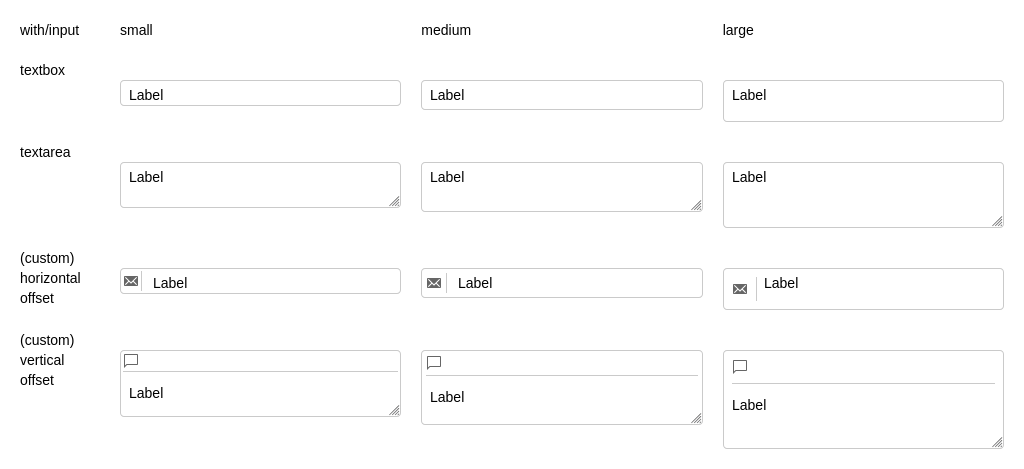 with/input small medium large
textbox
Label Label Label
textarea
Label Label Label
(custom)
horizontal
offset
Label Label Label
(custom)
vertical
offset
Label Label Label